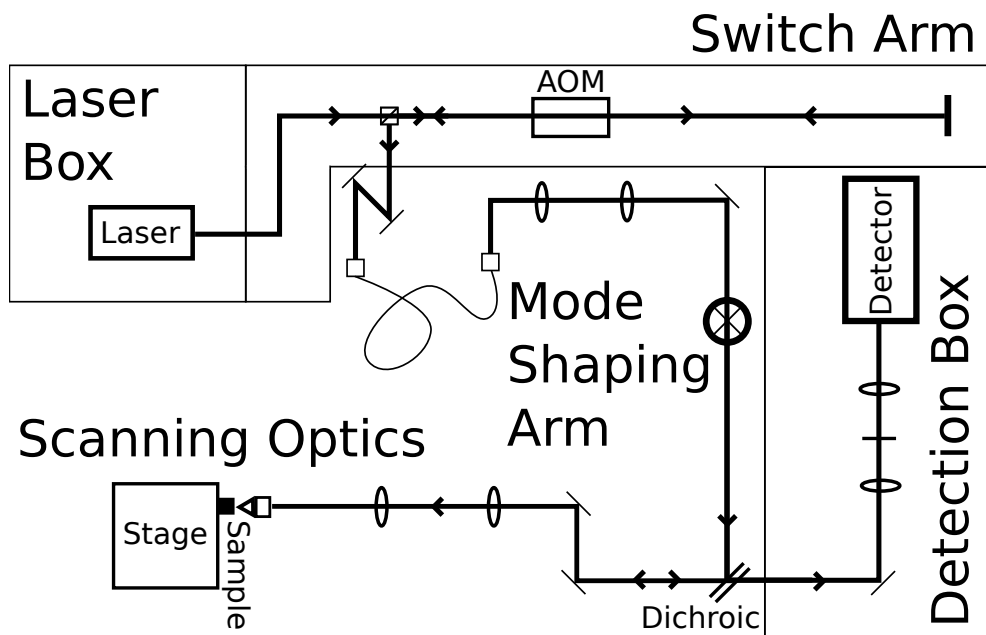 Switch Arm
Laser
Box
AOM
Laser
Detector
Mode
Shaping
Arm
Detection Box
Scanning Optics
Stage
Sample
Dichroic